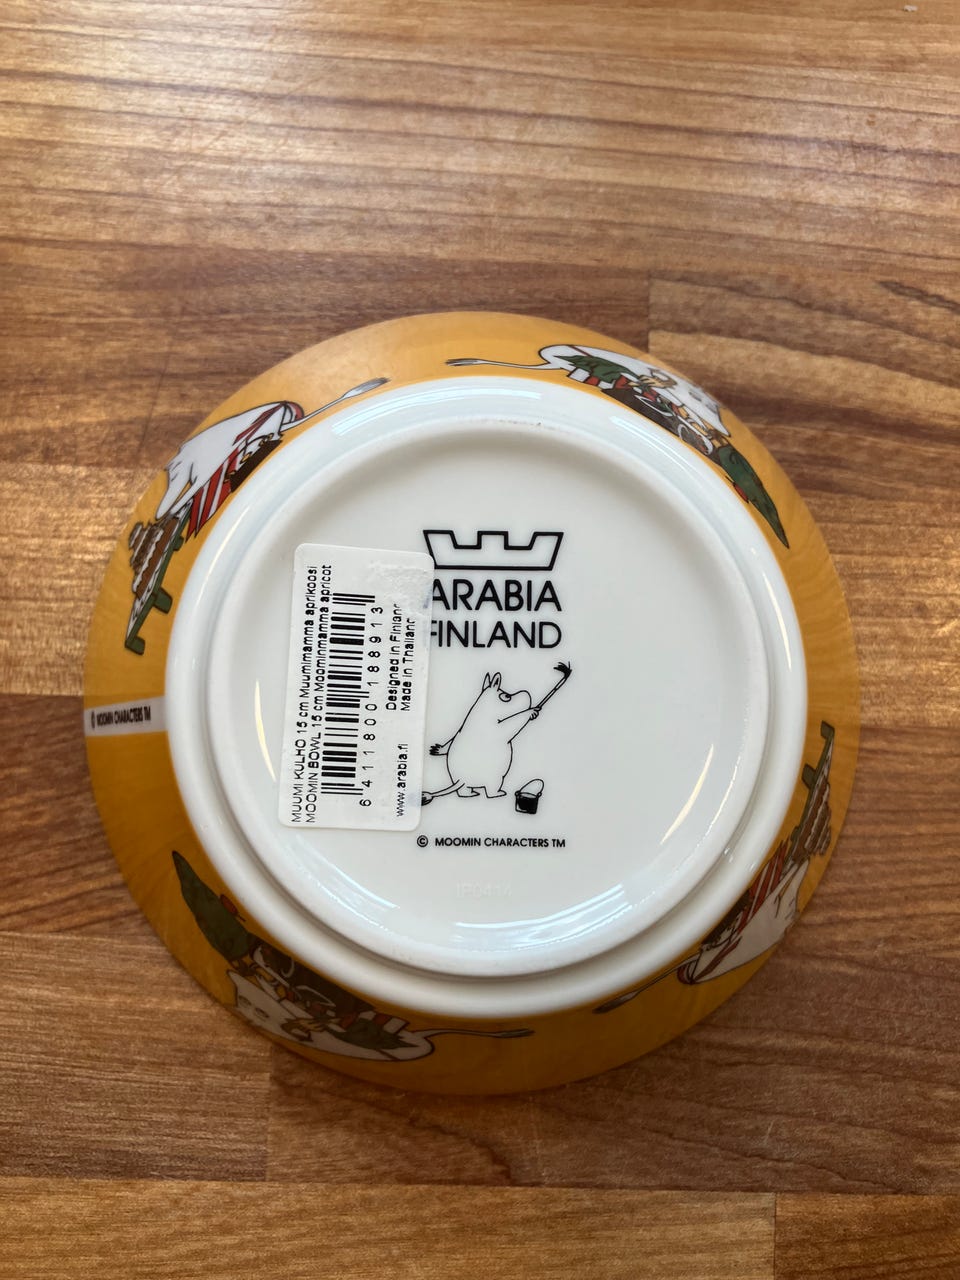 ARABIA
FINLAND
© MOOMIN CHARACTERS TM
MUUMI KULHO 15 cm Muumimamma aprikoosi
MOOMIN BOWL 15 cm Moominmamma apricot
6 411800 188913
Designed in Finland
Made in Thailand
www.arabia.fi
© MOOMIN CHARACTERS TM